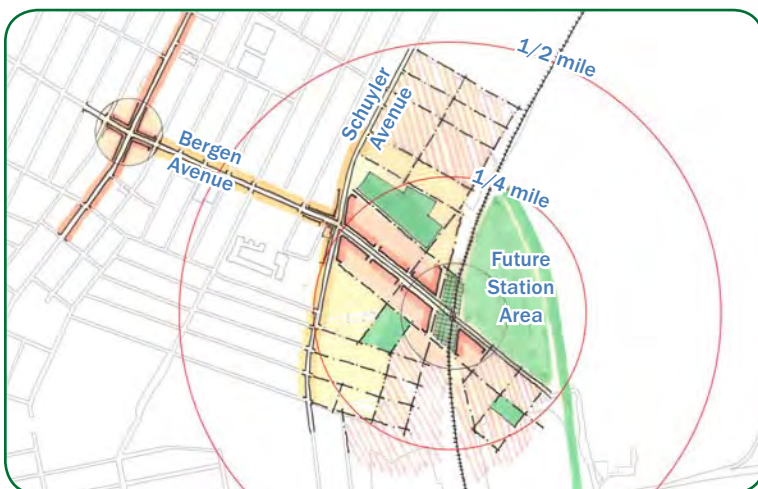 1/2 mile
Schuyler
Avenue
Bergen
Avenue
1/4 mile
Future
Station
Area